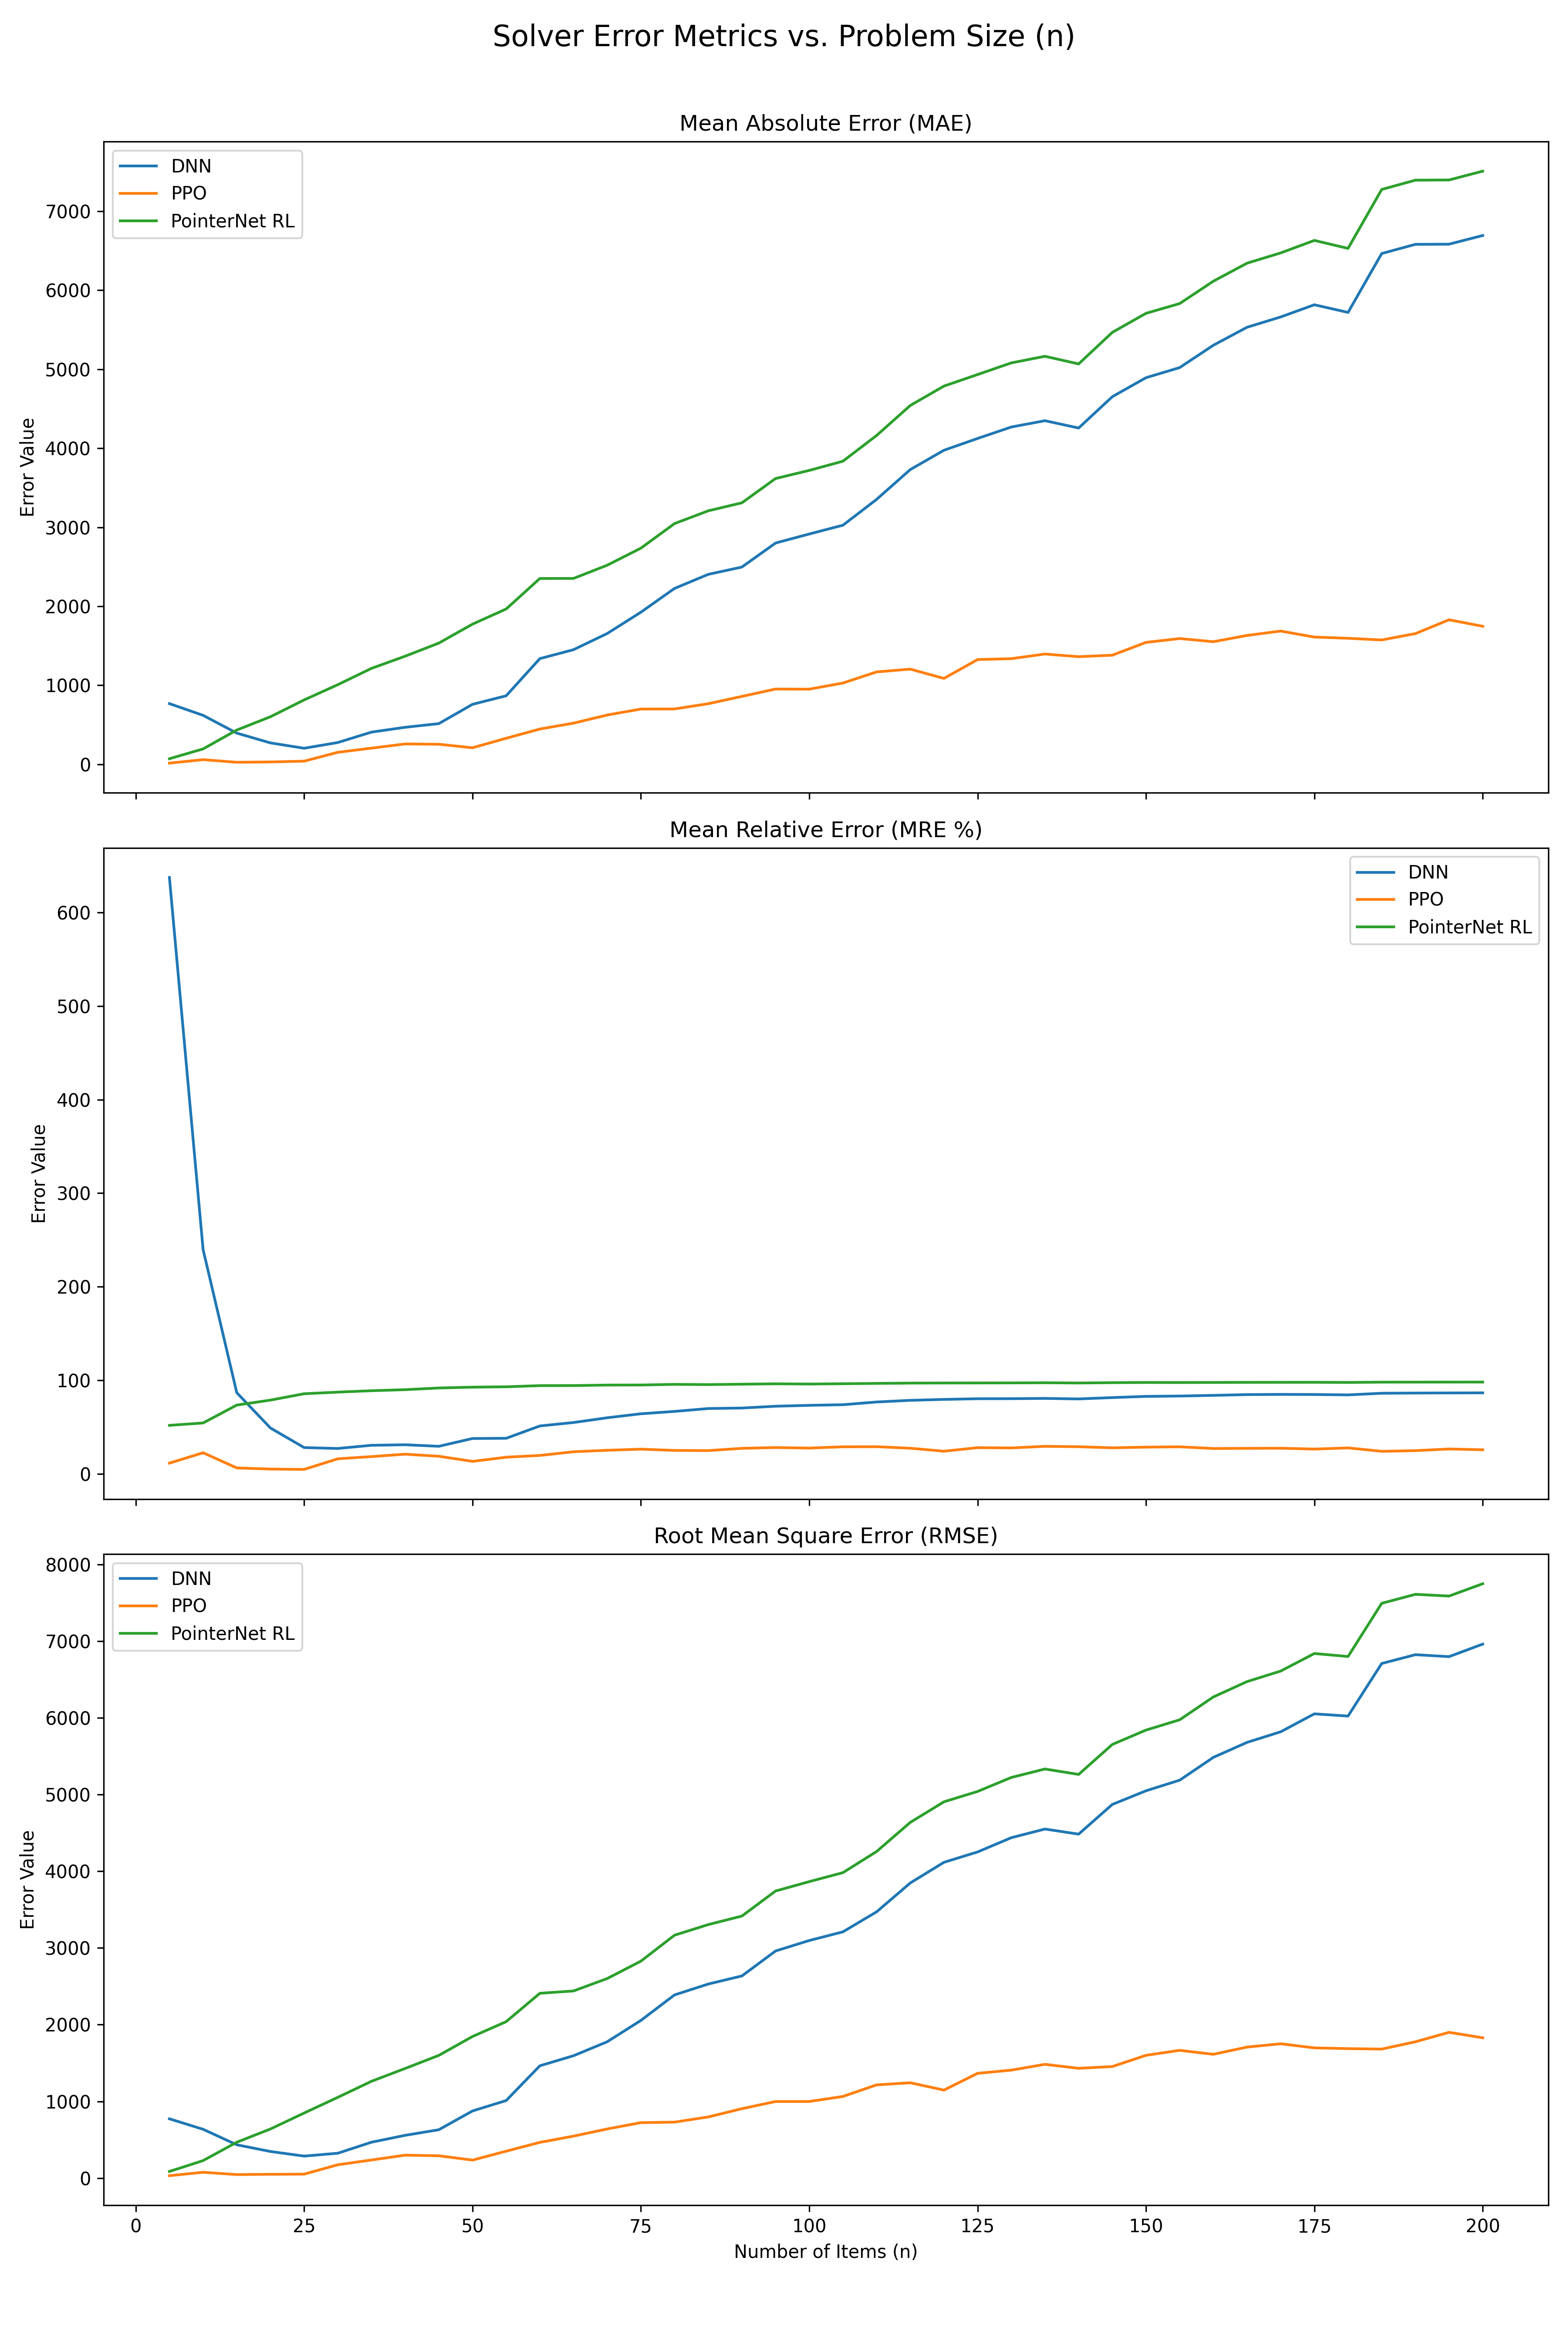 Solver Error Metrics vs. Problem Size (n)
Mean Absolute Error (MAE)
DNN
PPO
PointerNet RL
7000
6000
5000
4000
3000
2000
1000
0
Error Value
Mean Relative Error (MRE %)
DNN
PPO
PointerNet RL
600
500
400
300
200
100
0
Error Value
Root Mean Square Error (RMSE)
DNN
PPO
PointerNet RL
8000
7000
6000
5000
4000
3000
2000
1000
0
Error Value
0 25 50 75 100 125 150 175 200
Number of Items (n)